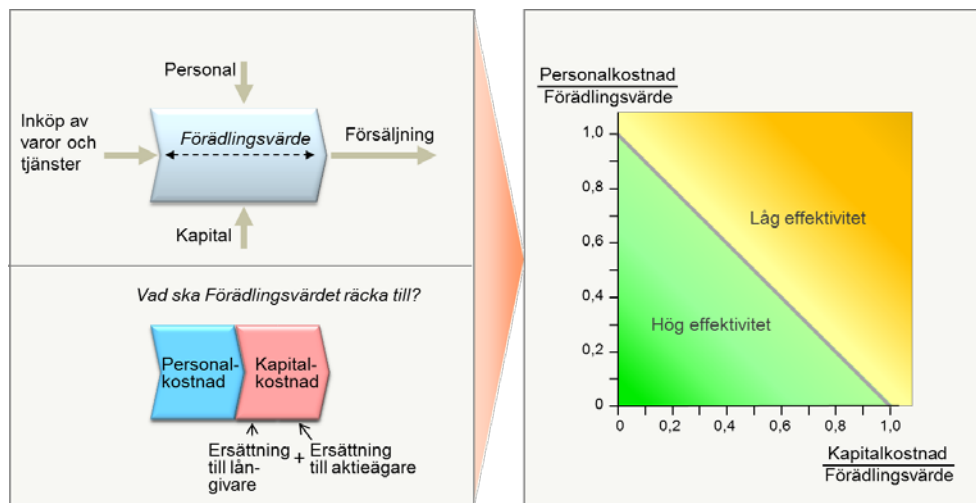 Personal
Inköp av
varor och
tjänster
Förädlingsvärde
Försäljning
Kapital
Vad ska Förädlingsvärdet räcka till?
Personal-
kostnad
Kapital-
kostnad
Ersättning
till lån-
givare
+
Ersättning
till aktieägare
Personalkostnad
Förädlingsvärde
1,0
0,8
0,6
0,4
0,2
0
Låg effektivitet
Hög effektivitet
0 0,2 0,4 0,6 0,8 1,0
Kapitalkostnad
Förädlingsvärde